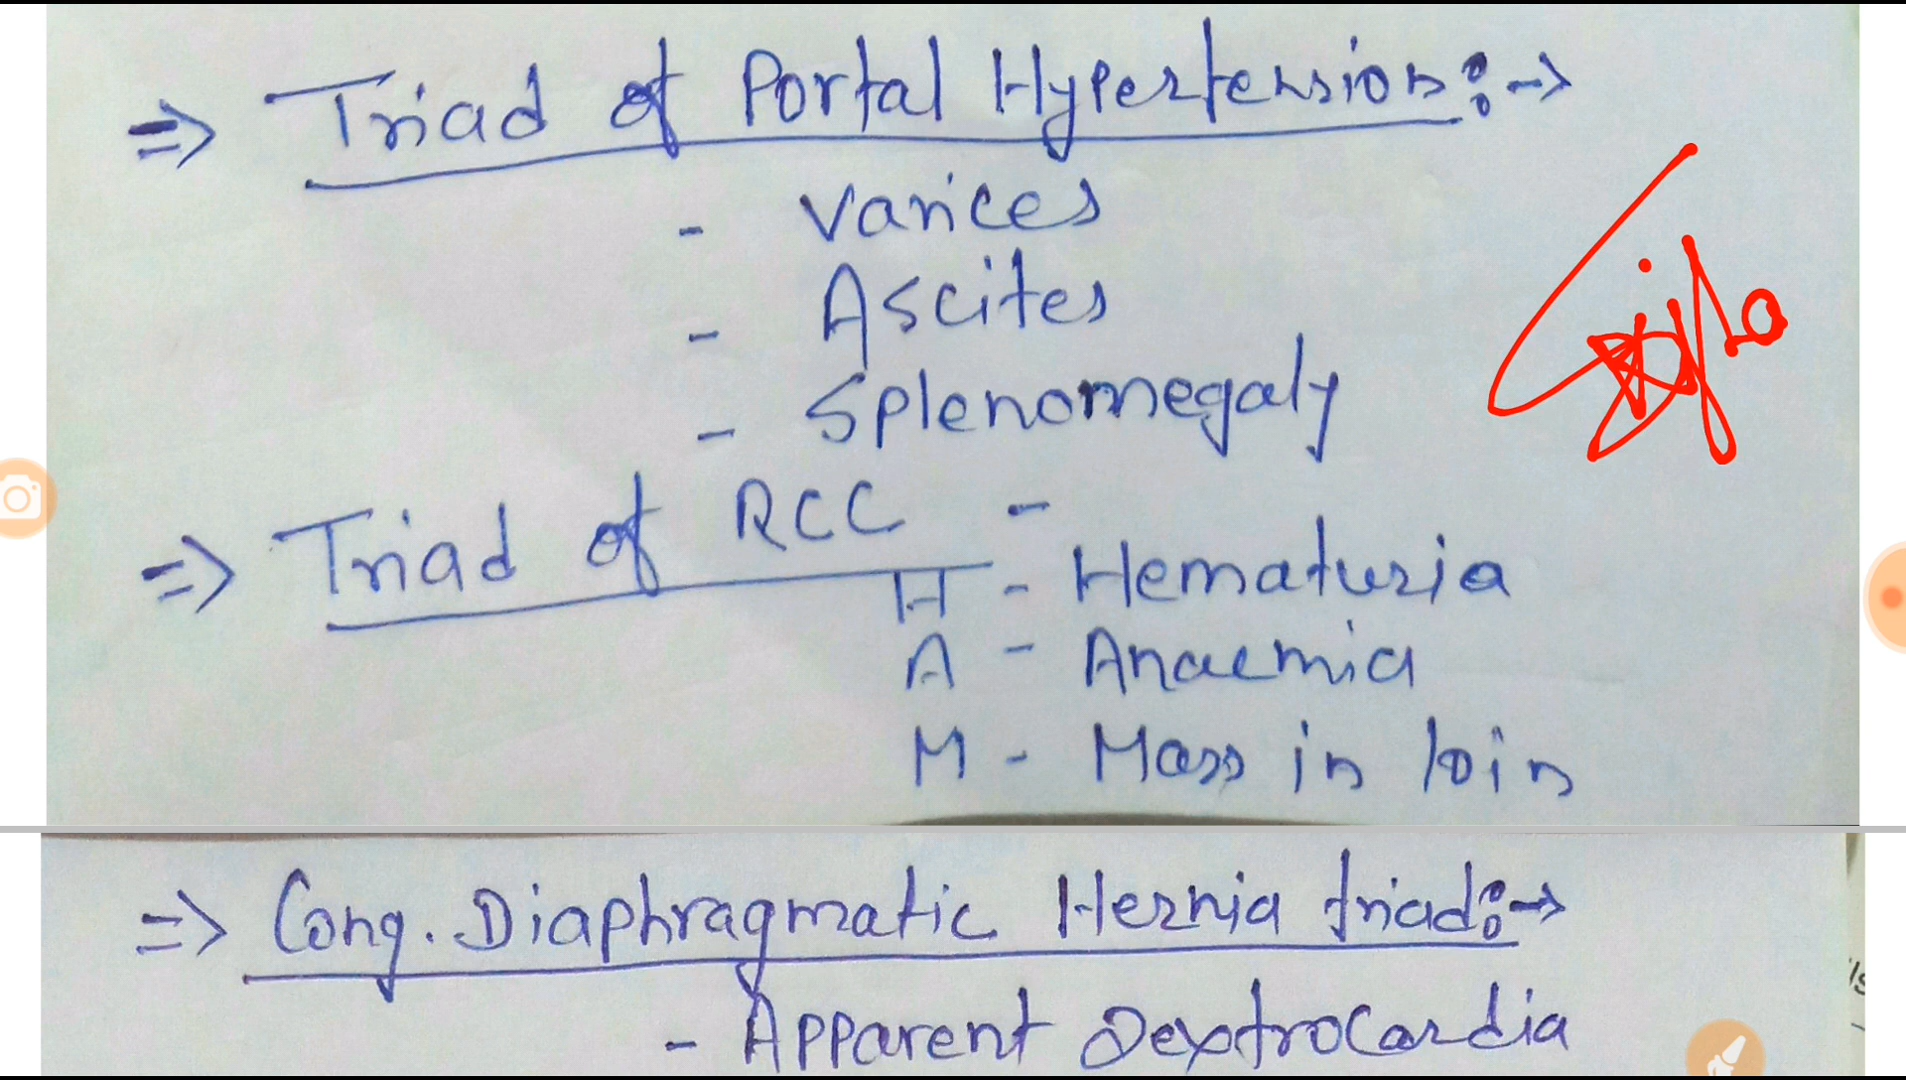 => Triad of Portal Hypertension:->
- Varices
- Ascites
- Splenomegaly
=> Triad of RCC -
H - Hematuria
A - Anaemia
M - Mass in loin
=> Cong. Diaphragmatic Hernia triad:->
- Apparent Dextrocardia